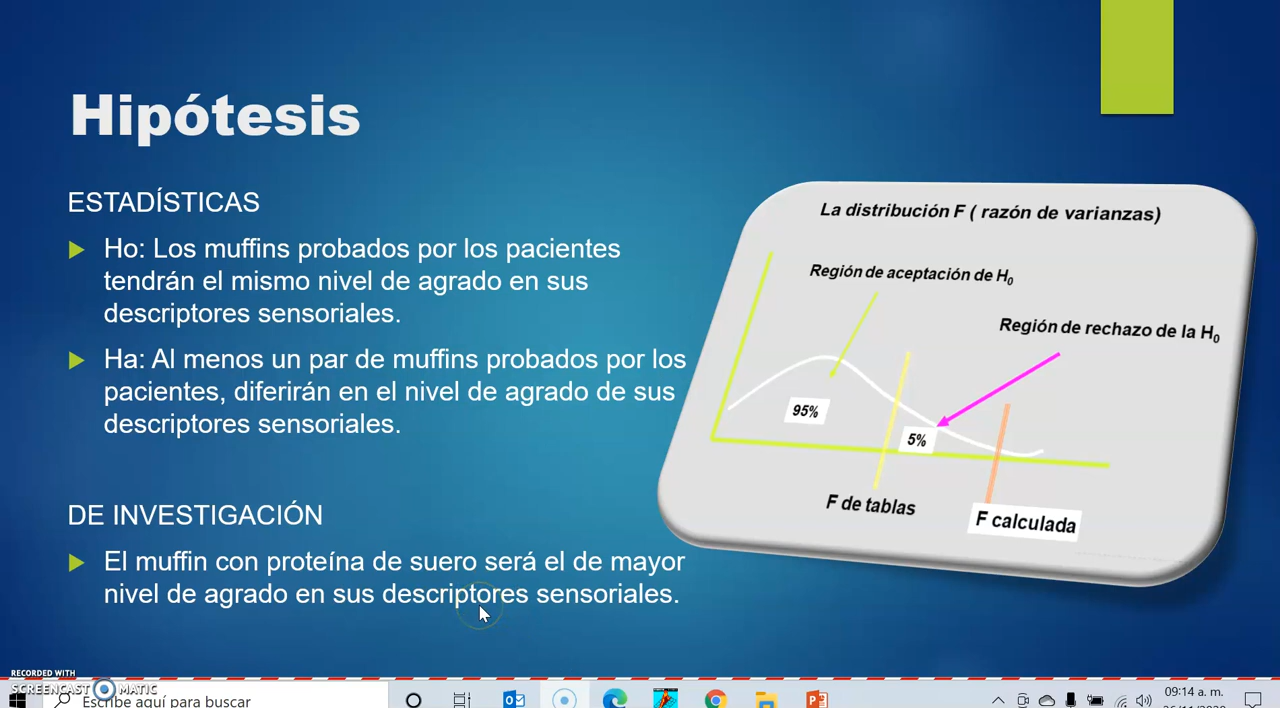 Hipótesis
ESTADÍSTICAS
Ho: Los muffins probados por los pacientes
tendrán el mismo nivel de agrado en sus
descriptores sensoriales.
Ha: Al menos un par de muffins probados por los
pacientes, diferirán en el nivel de agrado de sus
descriptores sensoriales.
DE INVESTIGACIÓN
El muffin con proteína de suero será el de mayor
nivel de agrado en sus descriptores sensoriales.
La distribución F ( razón de varianzas)
Región de aceptación de H0
Región de rechazo de la H0
95%
5%
F de tablas
F calculada
RECORDED WITH
SCREENCAST MATIC
Escribe aquí para buscar
09:14 a. m.